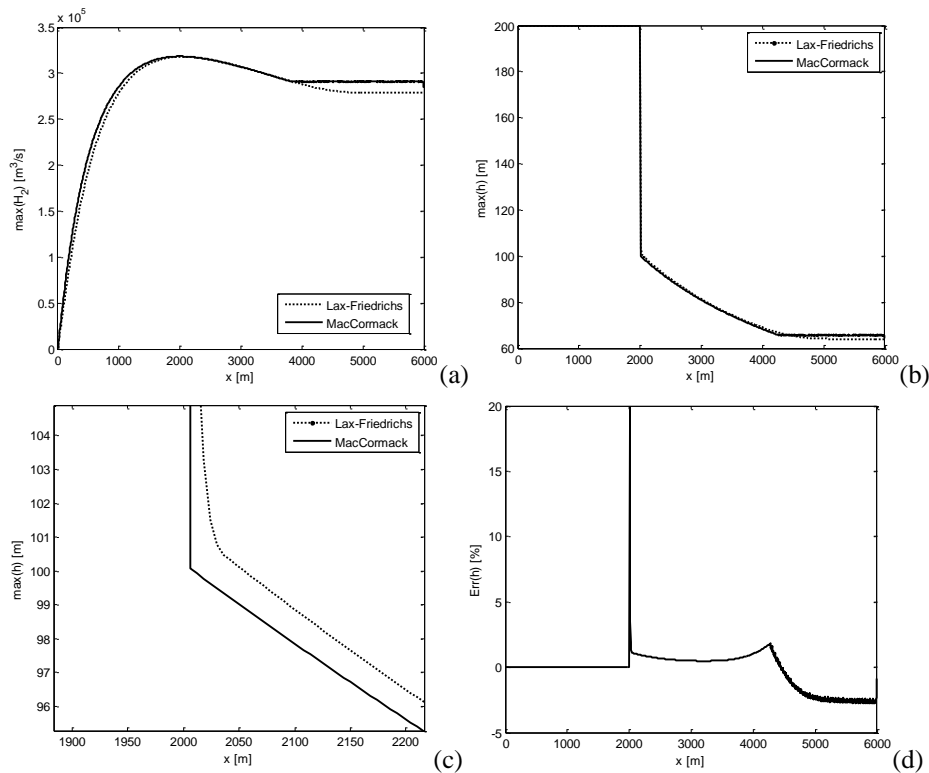 x 10^5
3.5
3
2.5
2
1.5
1
0.5
0
max(H_2) [m^3/s]
Lax-Friedrichs
MacCormack
0 1000 2000 3000 4000 5000 6000
x [m]
(a)
200
180
160
140
120
100
80
60
max(h) [m]
Lax-Friedrichs
MacCormack
0 1000 2000 3000 4000 5000 6000
x [m]
(b)
104
103
102
101
100
99
98
97
96
max(h) [m]
Lax-Friedrichs
MacCormack
1900 1950 2000 2050 2100 2150 2200
x [m]
(c)
20
15
10
5
0
-5
Err(h) [%]
0 1000 2000 3000 4000 5000 6000
x [m]
(d)